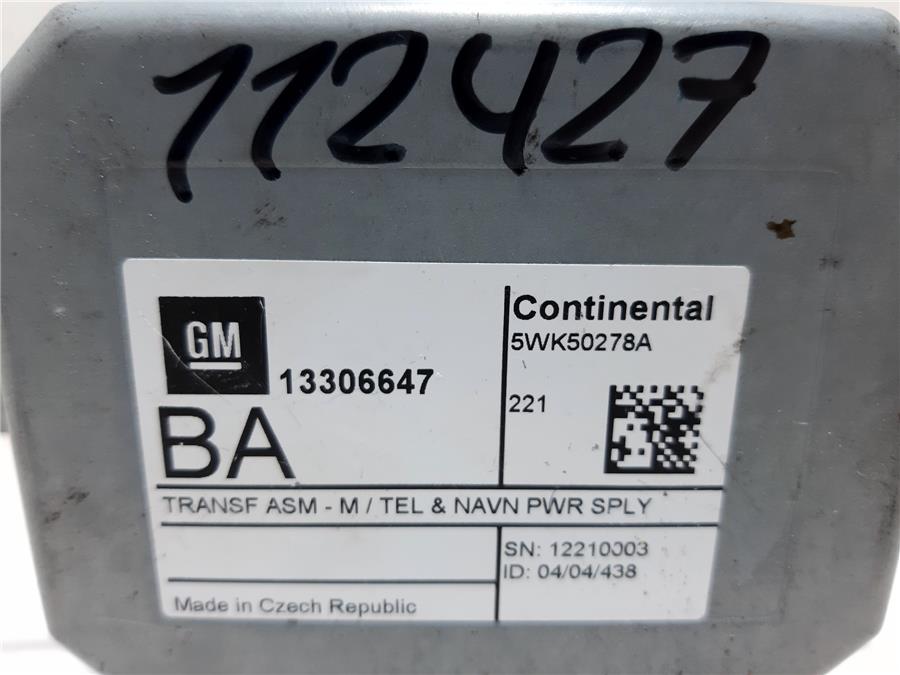 112427
GM
13306647
BA
Continental
5WK50278A
221
TRANSF ASM - M / TEL & NAVN PWR SPLY
SN: 12210003
ID: 04/04/438
Made in Czech Republic